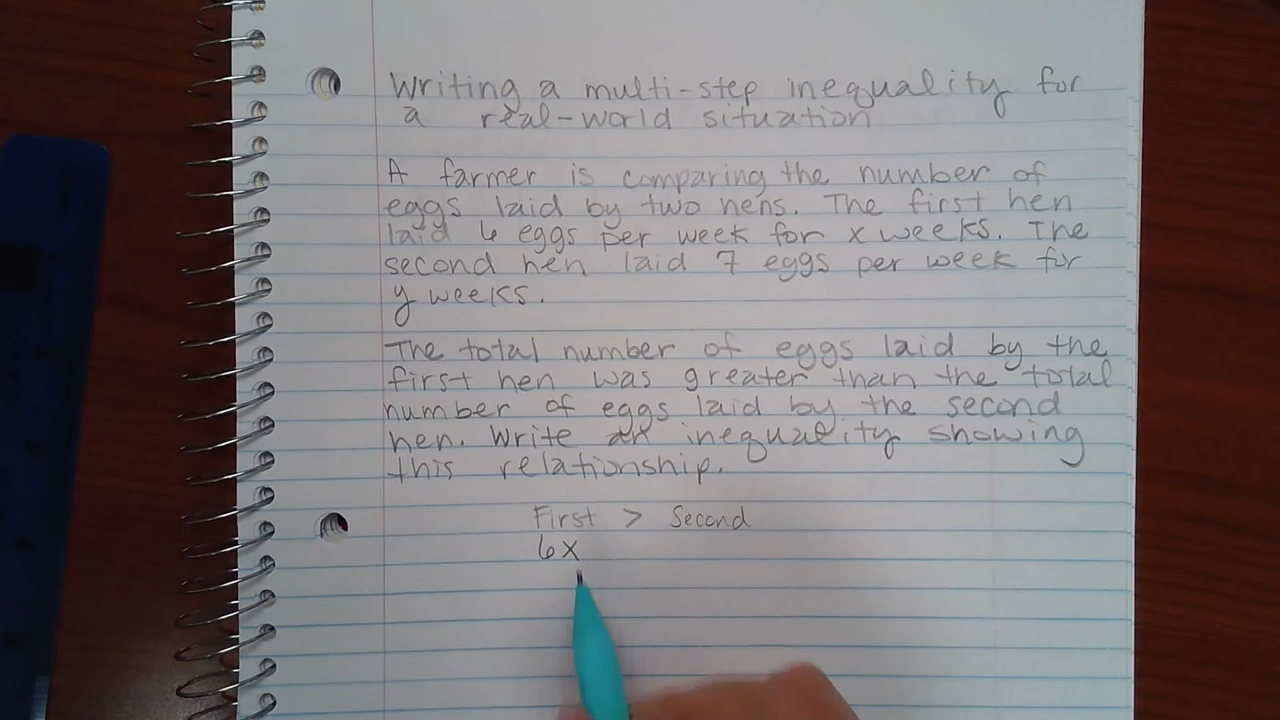 Writing a multi-step inequality for
a real-world situation
A farmer is comparing the number of
eggs laid by two hens. The first hen
laid 6 eggs per week for x weeks. The
second hen laid 7 eggs per week for
y weeks.
The total number of eggs laid by the
first hen was greater than the total
number of eggs laid by the second
hen. Write an inequality showing
this relationship.
First > Second
6x